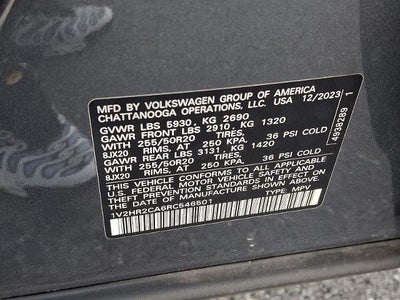 MFD BY VOLKSWAGEN GROUP OF AMERICA
CHATTANOOGA OPERATIONS, LLC. USA 12/2023
GVWR LBS 5930, KG 2690
GAWR FRONT LBS 2910, KG 1320
WITH 255/50R20 TIRES,
8JX20 RIMS, AT 250 KPA. 36 PSI COLD
GAWR REAR LBS 3131, KG 1420
WITH 255/50R20 TIRES,
8JX20 RIMS, AT 250 KPA. 36 PSI COLD
THIS VEHICLE CONFORMS TO ALL APPLICABLE
U.S. FEDERAL MOTOR VEHICLE SAFETY
STANDARDS IN EFFECT ON THE
DATE OF MANUFACTURE SHOWN ABOVE.
1V2HR2CA6RC546501 TYPE: MPV
4938289 1